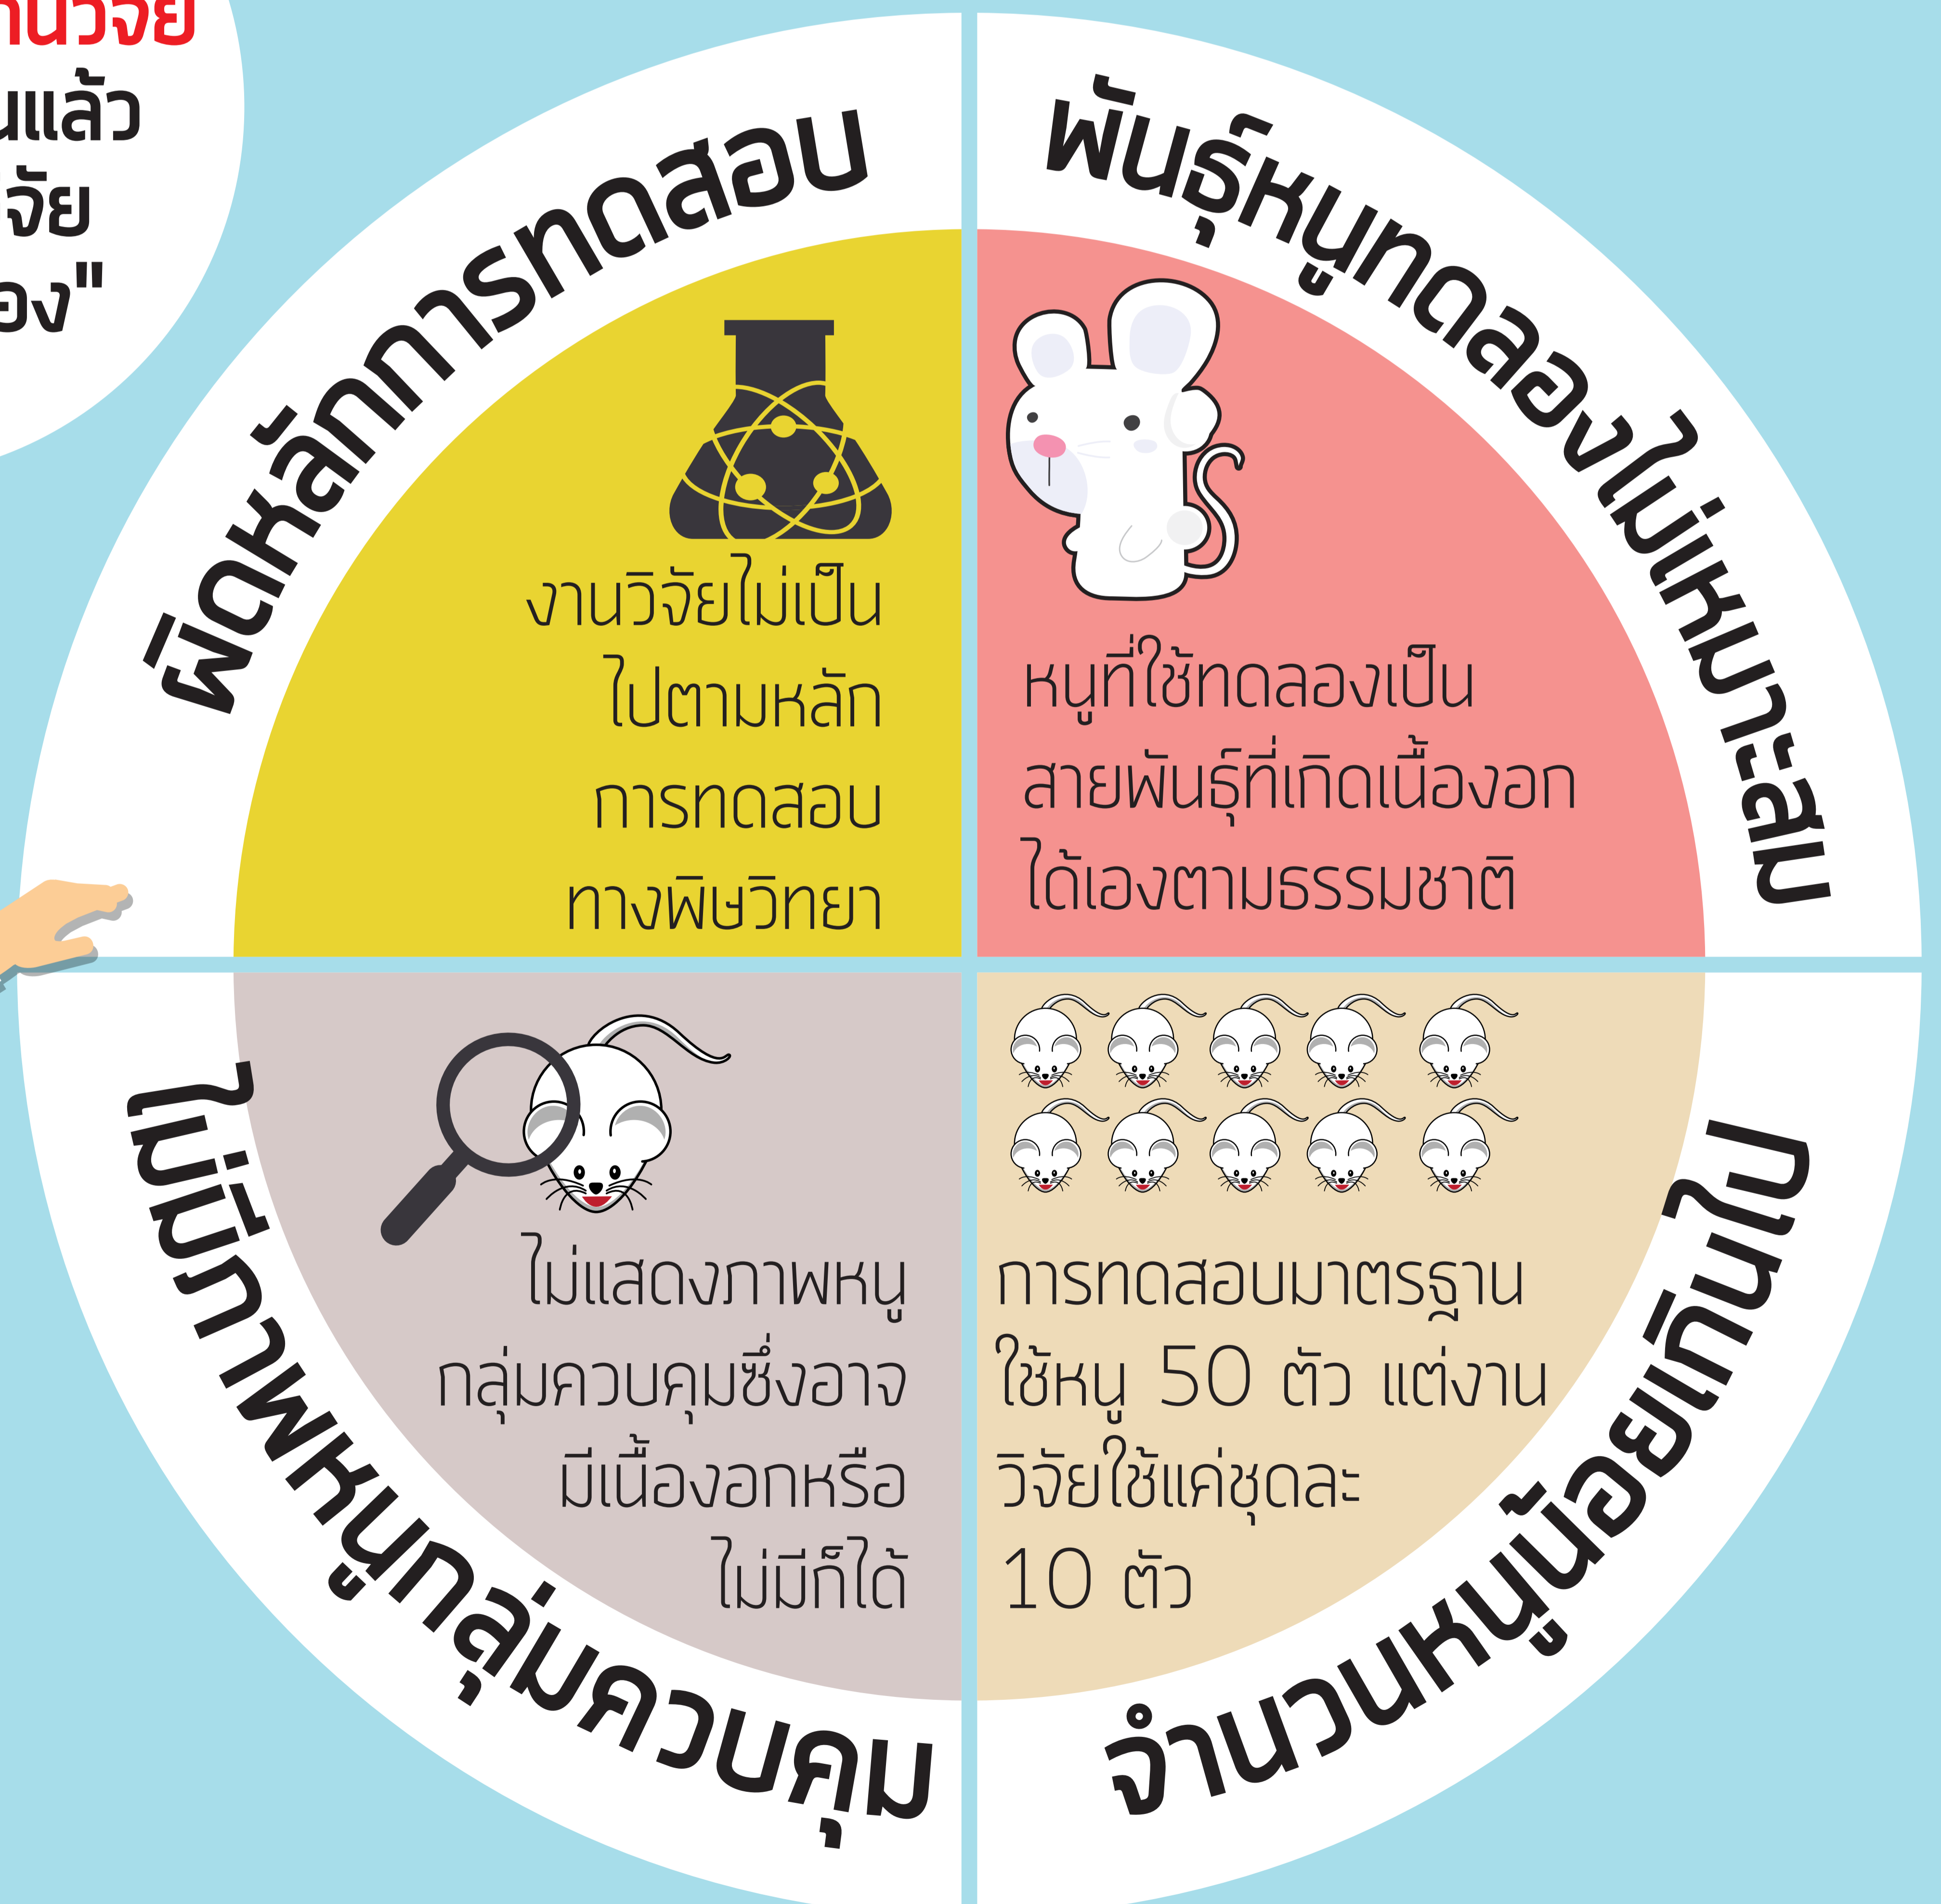 านวิจัย
แล้ว
จัย
อง"
ผิดหลักการทดสอบ
งานวิจัยไม่เป็น
ไปตามหลัก
การทดสอบ
ทางพิษวิทยา
พันธุ์หนูทดลองไม่เหมาะสม
หนูที่ใช้ทดลองเป็น
สายพันธุ์ที่เกิดเนื้องอก
ได้เองตามธรรมชาติ
ไม่มีภาพหนูกลุ่มควบคุม
ไม่แสดงภาพหนู
กลุ่มควบคุมซึ่งอาจ
มีเนื้องอกหรือ
ไม่มีก็ได้
จำนวนหนูน้อยเกินไป
การทดสอบมาตรฐาน
ใช้หนู 50 ตัว แต่งาน
วิจัยใช้แค่ชุดละ
10 ตัว